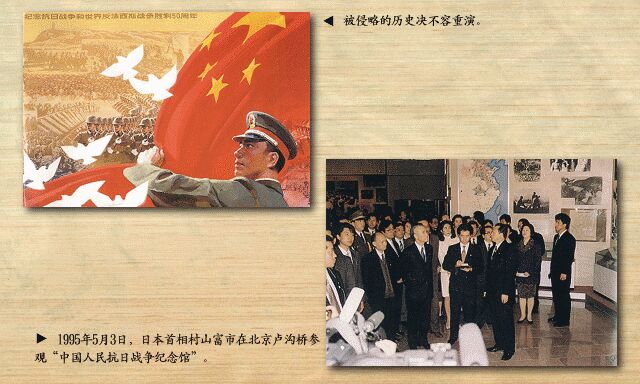 纪念抗日战争和世界反法西斯战争胜利50周年
◀ 被侵略的历史决不容重演。
▶ 1995年5月3日，日本首相村山富市在北京卢沟桥参
观“中国人民抗日战争纪念馆”。